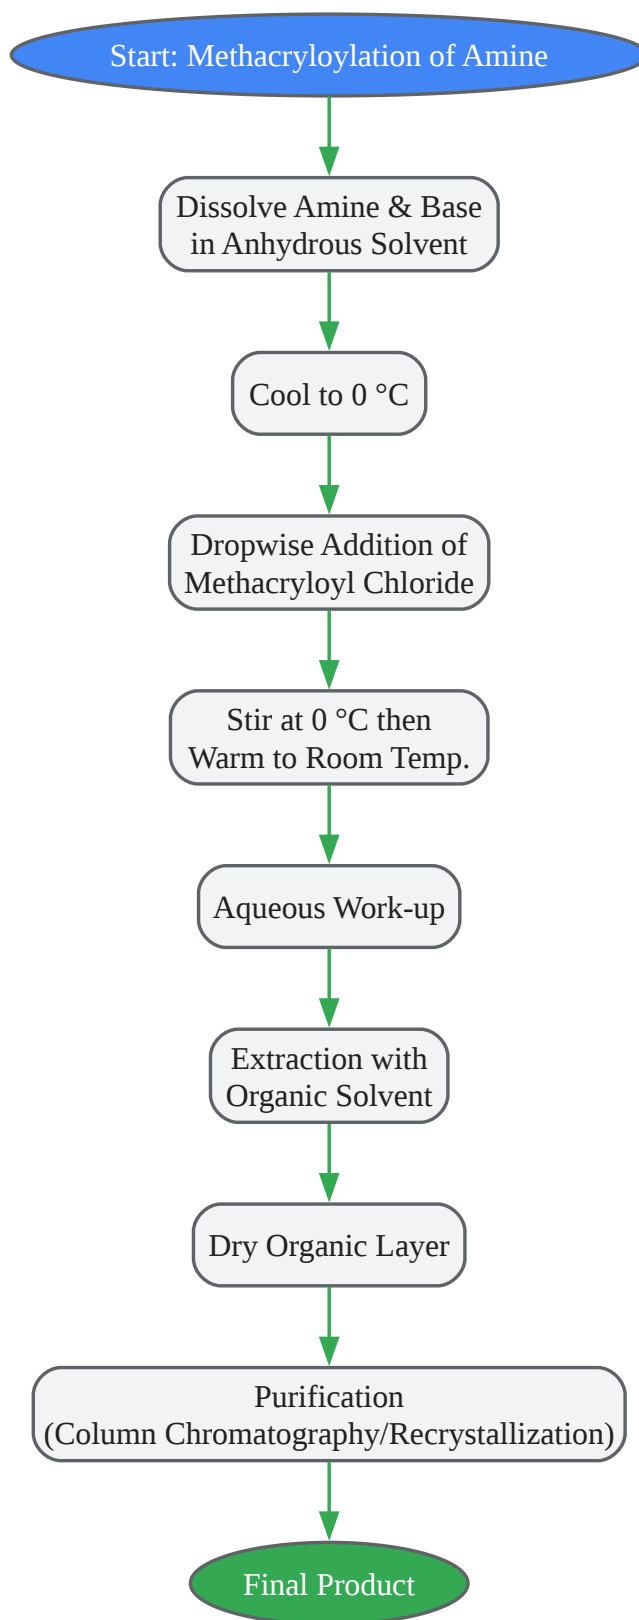 Start: Methacryloylation of Amine
Dissolve Amine & Base
in Anhydrous Solvent
Cool to 0 °C
Dropwise Addition of
Methacryloyl Chloride
Stir at 0 °C then
Warm to Room Temp.
Aqueous Work-up
Extraction with
Organic Solvent
Dry Organic Layer
Purification
(Column Chromatography/Recrystallization)
Final Product